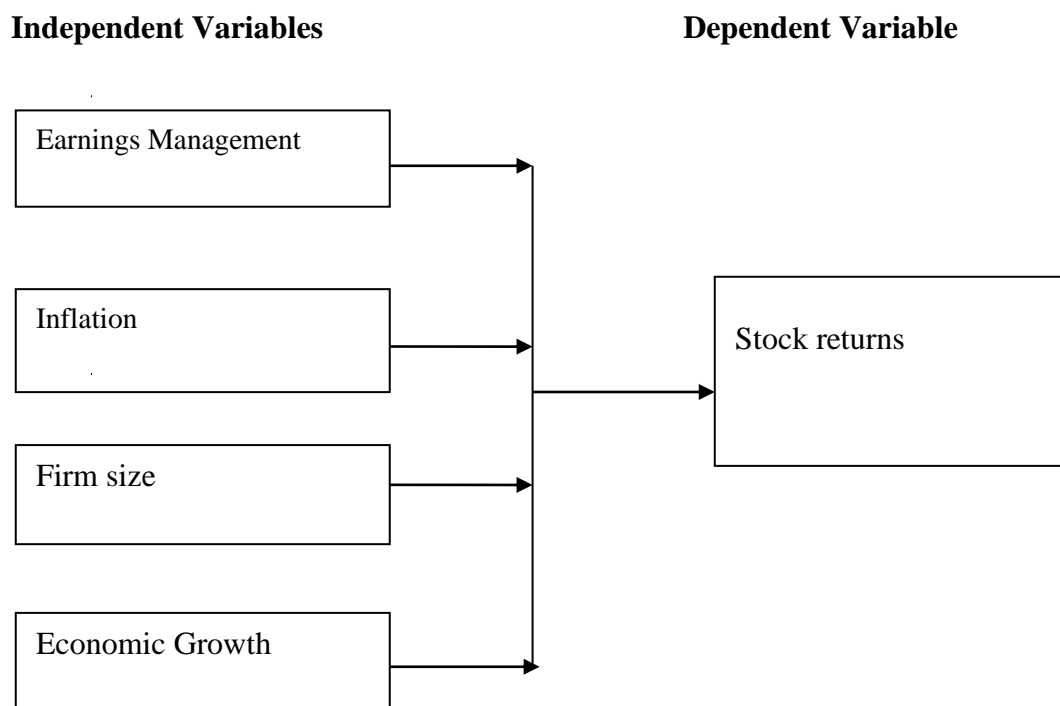 Independent Variables
Dependent Variable
Earnings Management
Inflation
Stock returns
Firm size
Economic Growth